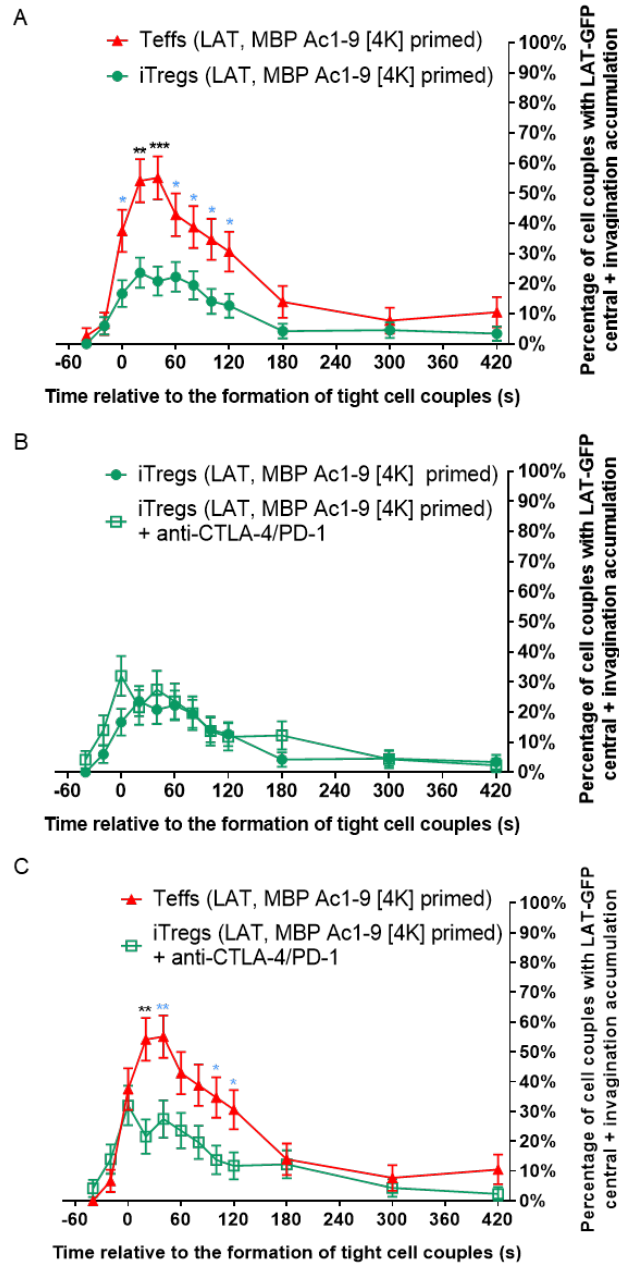 A
Teffs (LAT, MBP Ac1-9 [4K] primed)
iTregs (LAT, MBP Ac1-9 [4K] primed)
100%
90%
80%
70%
60%
50%
40%
30%
20%
10%
0%
Percentage of cell couples with LAT-GFP
central + invagination accumulation
* ** *** * * * *
-60 0 60 120 180 240 300 360 420
Time relative to the formation of tight cell couples (s)
B
iTregs (LAT, MBP Ac1-9 [4K] primed)
iTregs (LAT, MBP Ac1-9 [4K] primed)
+ anti-CTLA-4/PD-1
100%
90%
80%
70%
60%
50%
40%
30%
20%
10%
0%
Percentage of cell couples with LAT-GFP
central + invagination accumulation
-60 0 60 120 180 240 300 360 420
Time relative to the formation of tight cell couples (s)
C
Teffs (LAT, MBP Ac1-9 [4K] primed)
iTregs (LAT, MBP Ac1-9 [4K] primed)
+ anti-CTLA-4/PD-1
100%
90%
80%
70%
60%
50%
40%
30%
20%
10%
0%
Percentage of cell couples with LAT-GFP
central + invagination accumulation
** ** * *
-60 0 60 120 180 240 300 360 420
Time relative to the formation of tight cell couples (s)